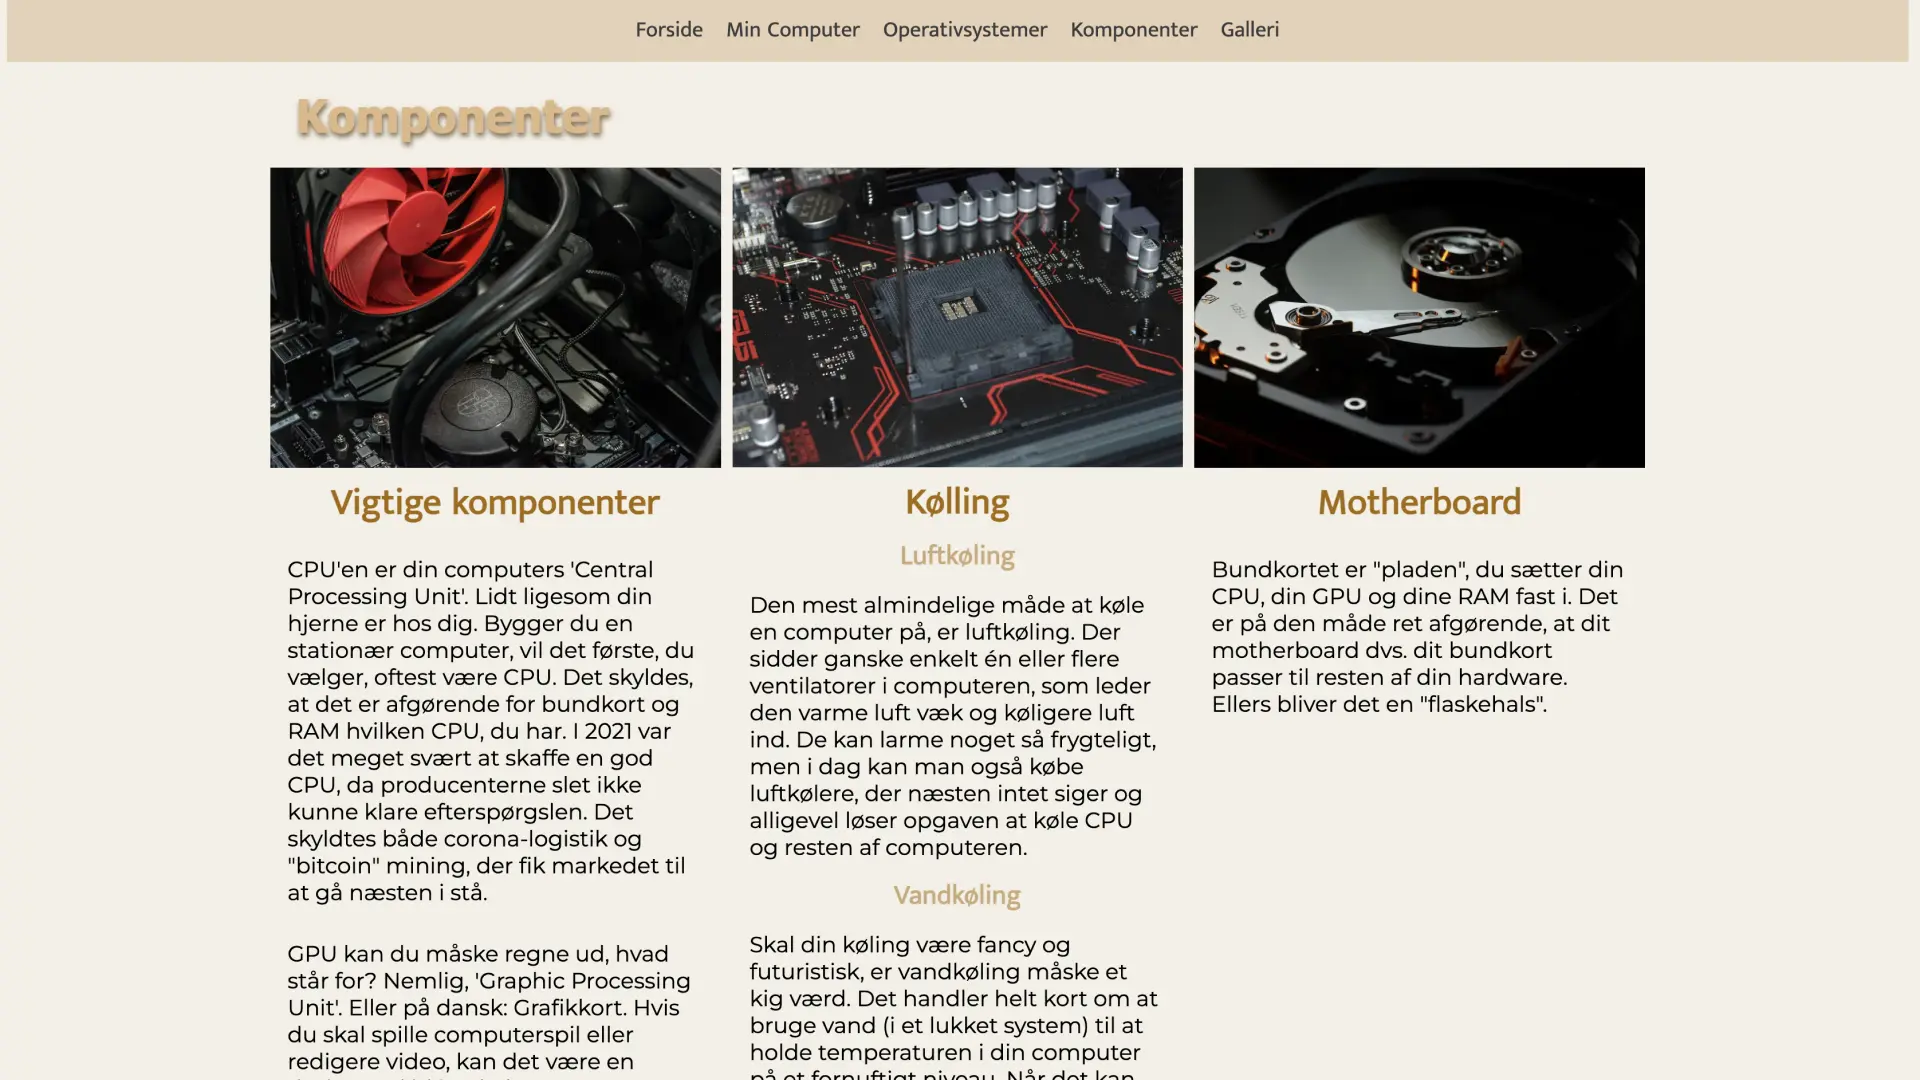 Forside Min Computer Operativsystemer Komponenter Galleri
Komponenter
Vigtige komponenter
CPU'en er din computers 'Central
Processing Unit'. Lidt ligesom din
hjerne er hos dig. Bygger du en
stationær computer, vil det første, du
vælger, oftest være CPU. Det skyldes,
at det er afgørende for bundkort og
RAM hvilken CPU, du har. I 2021 var
det meget svært at skaffe en god
CPU, da producenterne slet ikke
kunne klare efterspørgslen. Det
skyldtes både corona-logistik og
"bitcoin" mining, der fik markedet til
at gå næsten i stå.
GPU kan du måske regne ud, hvad
står for? Nemlig, 'Graphic Processing
Unit'. Eller på dansk: Grafikkort. Hvis
du skal spille computerspil eller
redigere video, kan det være en
Kølling
Luftkøling
Den mest almindelige måde at køle
en computer på, er luftkøling. Der
sidder ganske enkelt én eller flere
ventilatorer i computeren, som leder
den varme luft væk og køligere luft
ind. De kan larme noget så frygteligt,
men i dag kan man også købe
luftkølere, der næsten intet siger og
alligevel løser opgaven at køle CPU
og resten af computeren.
Vandkøling
Skal din køling være fancy og
futuristisk, er vandkøling måske et
kig værd. Det handler helt kort om at
bruge vand (i et lukket system) til at
holde temperaturen i din computer
på et fornuftigt niveau. Når det kan
Motherboard
Bundkortet er "pladen", du sætter din
CPU, din GPU og dine RAM fast i. Det
er på den måde ret afgørende, at dit
motherboard dvs. dit bundkort
passer til resten af din hardware.
Ellers bliver det en "flaskehals".